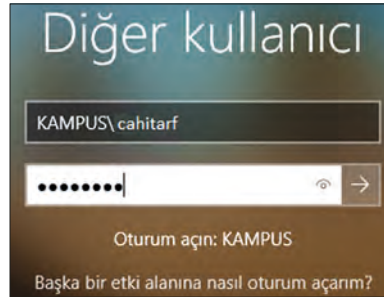 Diğer kullanıcı
KAMPUS\cahitarf
••••••••
Oturum açın: KAMPUS
Başka bir etki alanına nasıl oturum açarım?